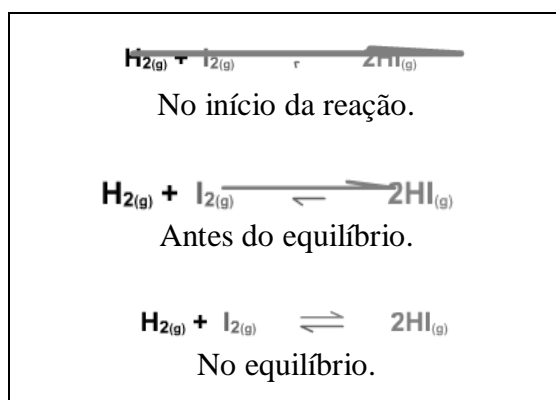 H2(g) + I2(g) 2HI(g)
No início da reação.
H2(g) + I2(g) 2HI(g)
Antes do equilíbrio.
H2(g) + I2(g) ⇌ 2HI(g)
No equilíbrio.